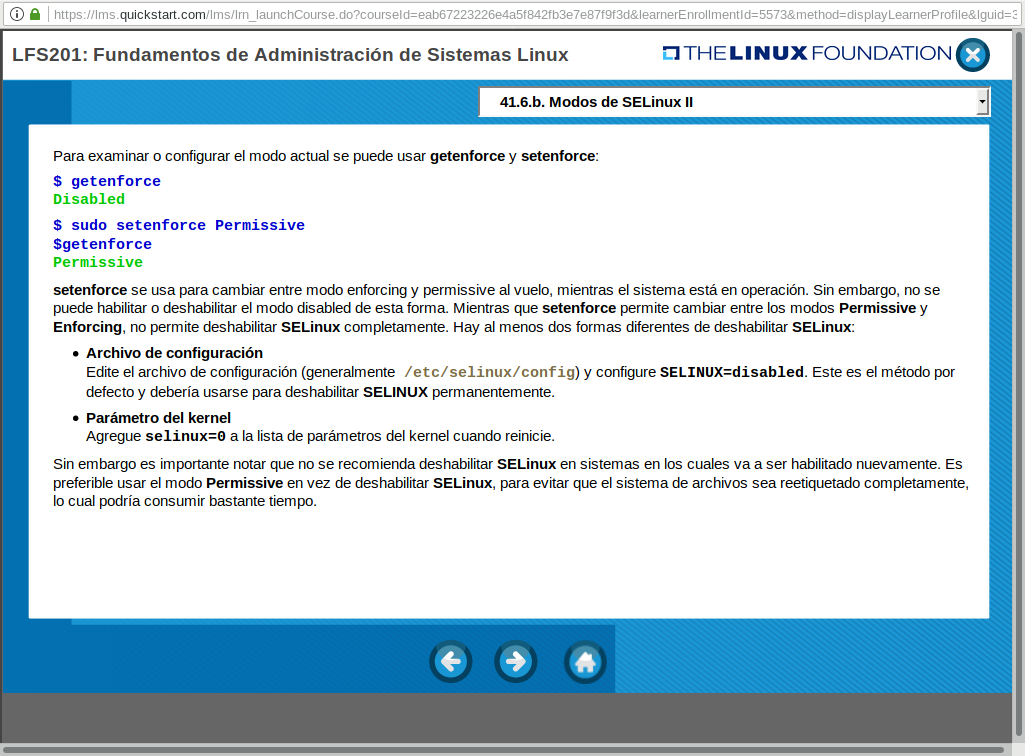 https://lms.quickstart.com/lms/lrn_launchCourse.do?courseId=eab67223226e4a5f842fb3e7e87f9f3d&learnerEnrollmentId=5573&method=displayLearnerProfile&lguid=3
LFS201: Fundamentos de Administración de Sistemas Linux
THE LINUX FOUNDATION
41.6.b. Modos de SELinux II
Para examinar o configurar el modo actual se puede usar getenforce y setenforce:
$ getenforce
Disabled
$ sudo setenforce Permissive
$getenforce
Permissive
setenforce se usa para cambiar entre modo enforcing y permissive al vuelo, mientras el sistema está en operación. Sin embargo, no se
puede habilitar o deshabilitar el modo disabled de esta forma. Mientras que setenforce permite cambiar entre los modos Permissive y
Enforcing, no permite deshabilitar SELinux completamente. Hay al menos dos formas diferentes de deshabilitar SELinux:
• Archivo de configuración
Edite el archivo de configuración (generalmente /etc/selinux/config) y configure SELINUX=disabled. Este es el método por
defecto y debería usarse para deshabilitar SELINUX permanentemente.
• Parámetro del kernel
Agregue selinux=0 a la lista de parámetros del kernel cuando reinicie.
Sin embargo es importante notar que no se recomienda deshabilitar SELinux en sistemas en los cuales va a ser habilitado nuevamente. Es
preferible usar el modo Permissive en vez de deshabilitar SELinux, para evitar que el sistema de archivos sea reetiquetado completamente,
lo cual podría consumir bastante tiempo.